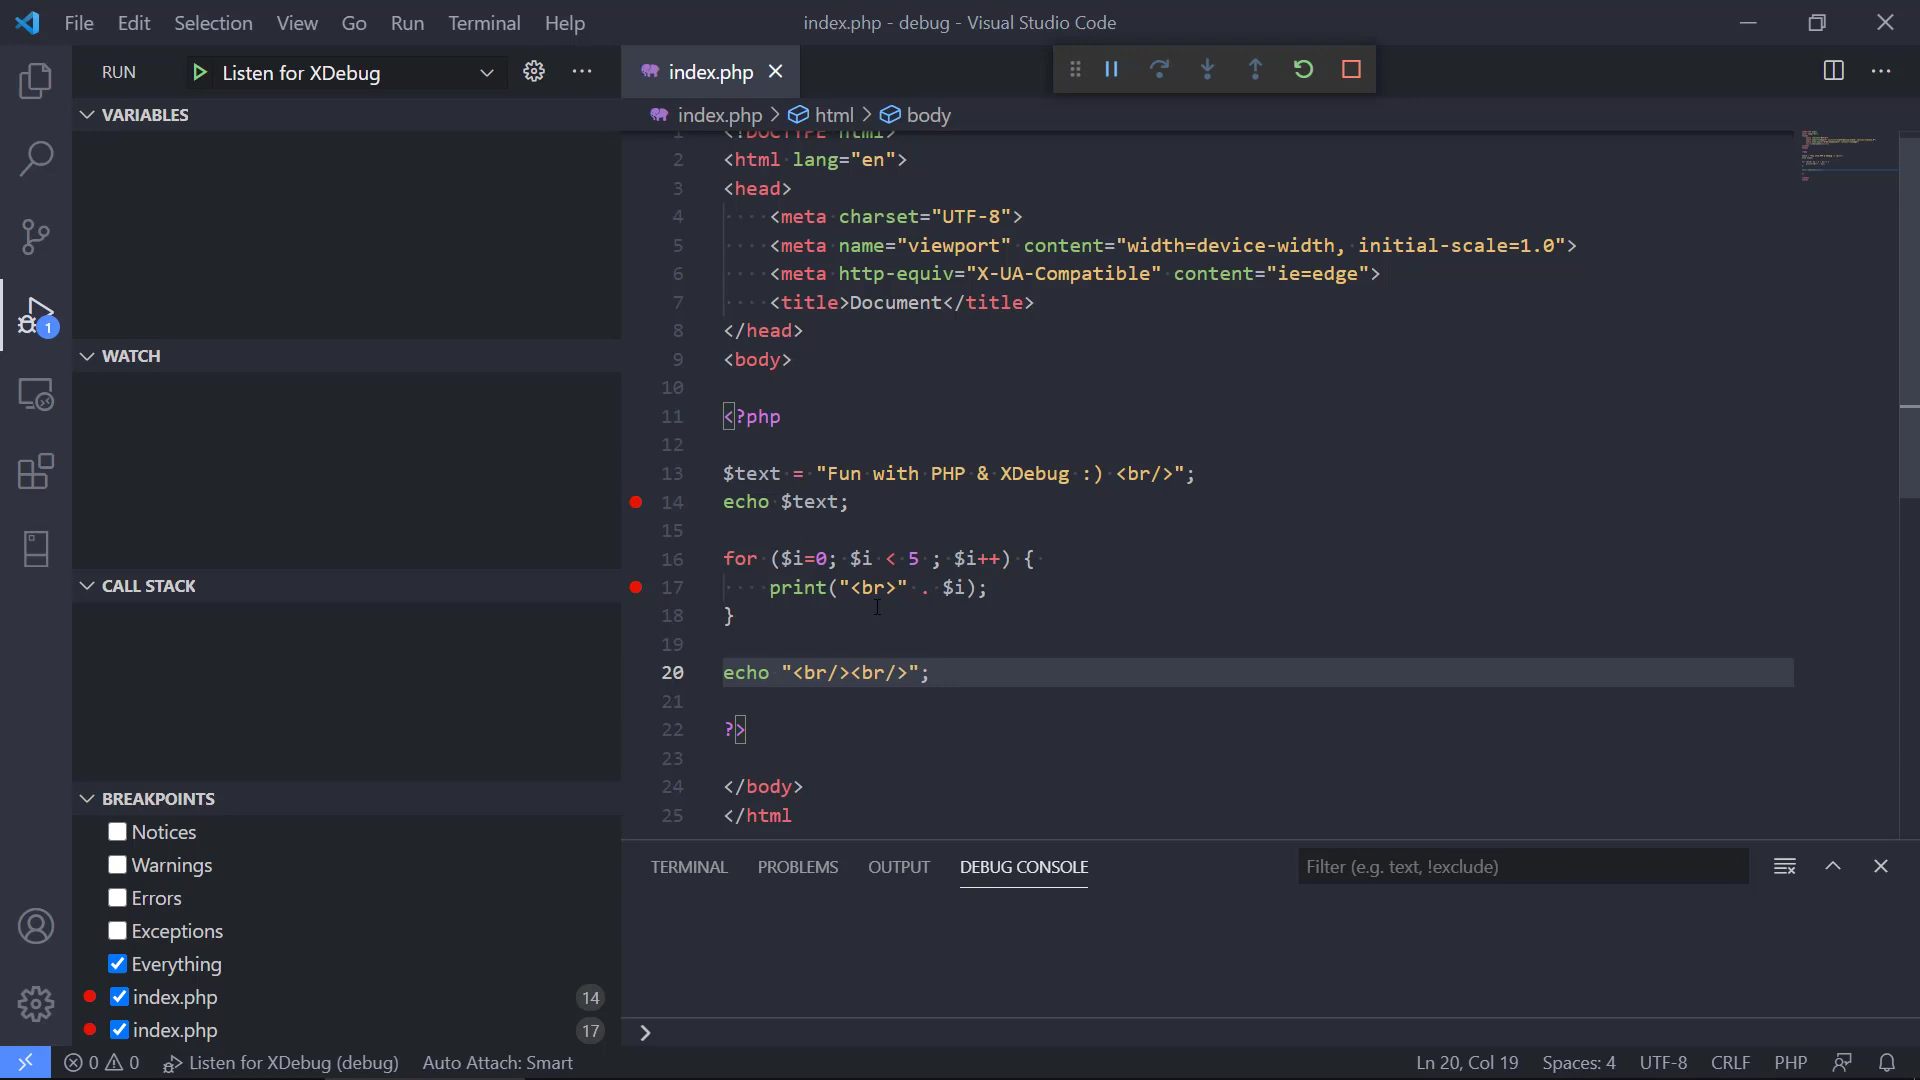 File Edit Selection View Go Run Terminal Help
index.php - debug - Visual Studio Code
RUN
Listen for XDebug
index.php
VARIABLES
index.php > html > body
1 <!DOCTYPE html>
2 <html lang="en">
3 <head>
4 <meta charset="UTF-8">
5 <meta name="viewport" content="width=device-width, initial-scale=1.0">
6 <meta http-equiv="X-UA-Compatible" content="ie=edge">
7 <title>Document</title>
8 </head>
9 <body>
10
11 <?php
12
13 $text = "Fun with PHP & XDebug :) <br/>";
14 echo $text;
15
16 for ($i=0; $i < 5 ; $i++) {
17 print("<br>" . $i);
18 }
19
20 echo "<br/><br/>";
21
22 ?>
23
24 </body>
25 </html
1
WATCH
CALL STACK
BREAKPOINTS
Notices
Warnings
Errors
Exceptions
Everything
index.php 14
index.php 17
TERMINAL PROBLEMS OUTPUT DEBUG CONSOLE
Filter (e.g. text, !exclude)
0 0 Listen for XDebug (debug) Auto Attach: Smart
Ln 20, Col 19 Spaces: 4 UTF-8 CRLF PHP